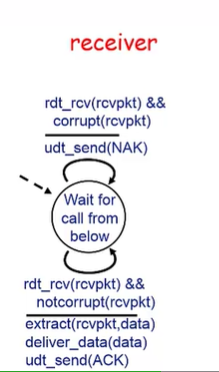 receiver
rdt_rcv(rcvpkt) &&
corrupt(rcvpkt)
udt_send(NAK)
Wait for
call from
below
rdt_rcv(rcvpkt) &&
notcorrupt(rcvpkt)
extract(rcvpkt,data)
deliver_data(data)
udt_send(ACK)